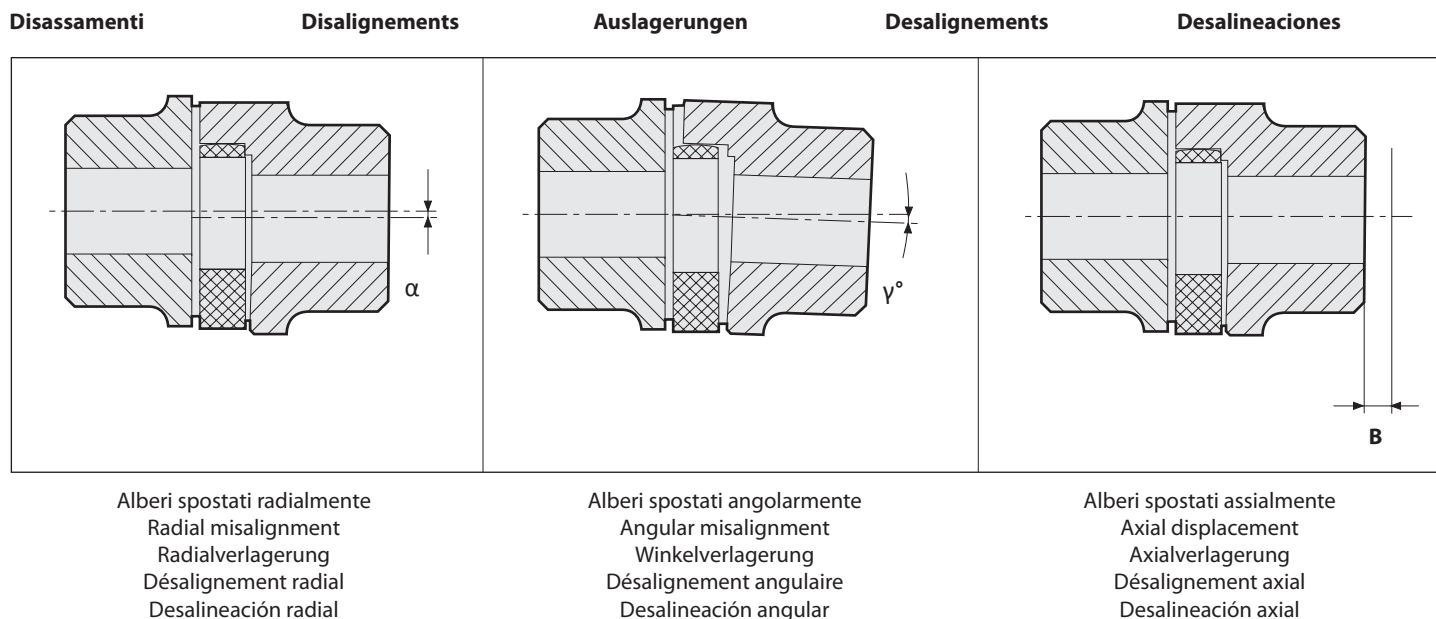 Disassamenti Disalignements Auslagerungen Desalignements Desalineaciones
α
γ°
B
Alberi spostati radialmente
Radial misalignment
Radialverlagerung
Désalignement radial
Desalineación radial
Alberi spostati angolarmente
Angular misalignment
Winkelverlagerung
Désalignement angulaire
Desalineación angular
Alberi spostati assialmente
Axial displacement
Axialverlagerung
Désalignement axial
Desalineación axial